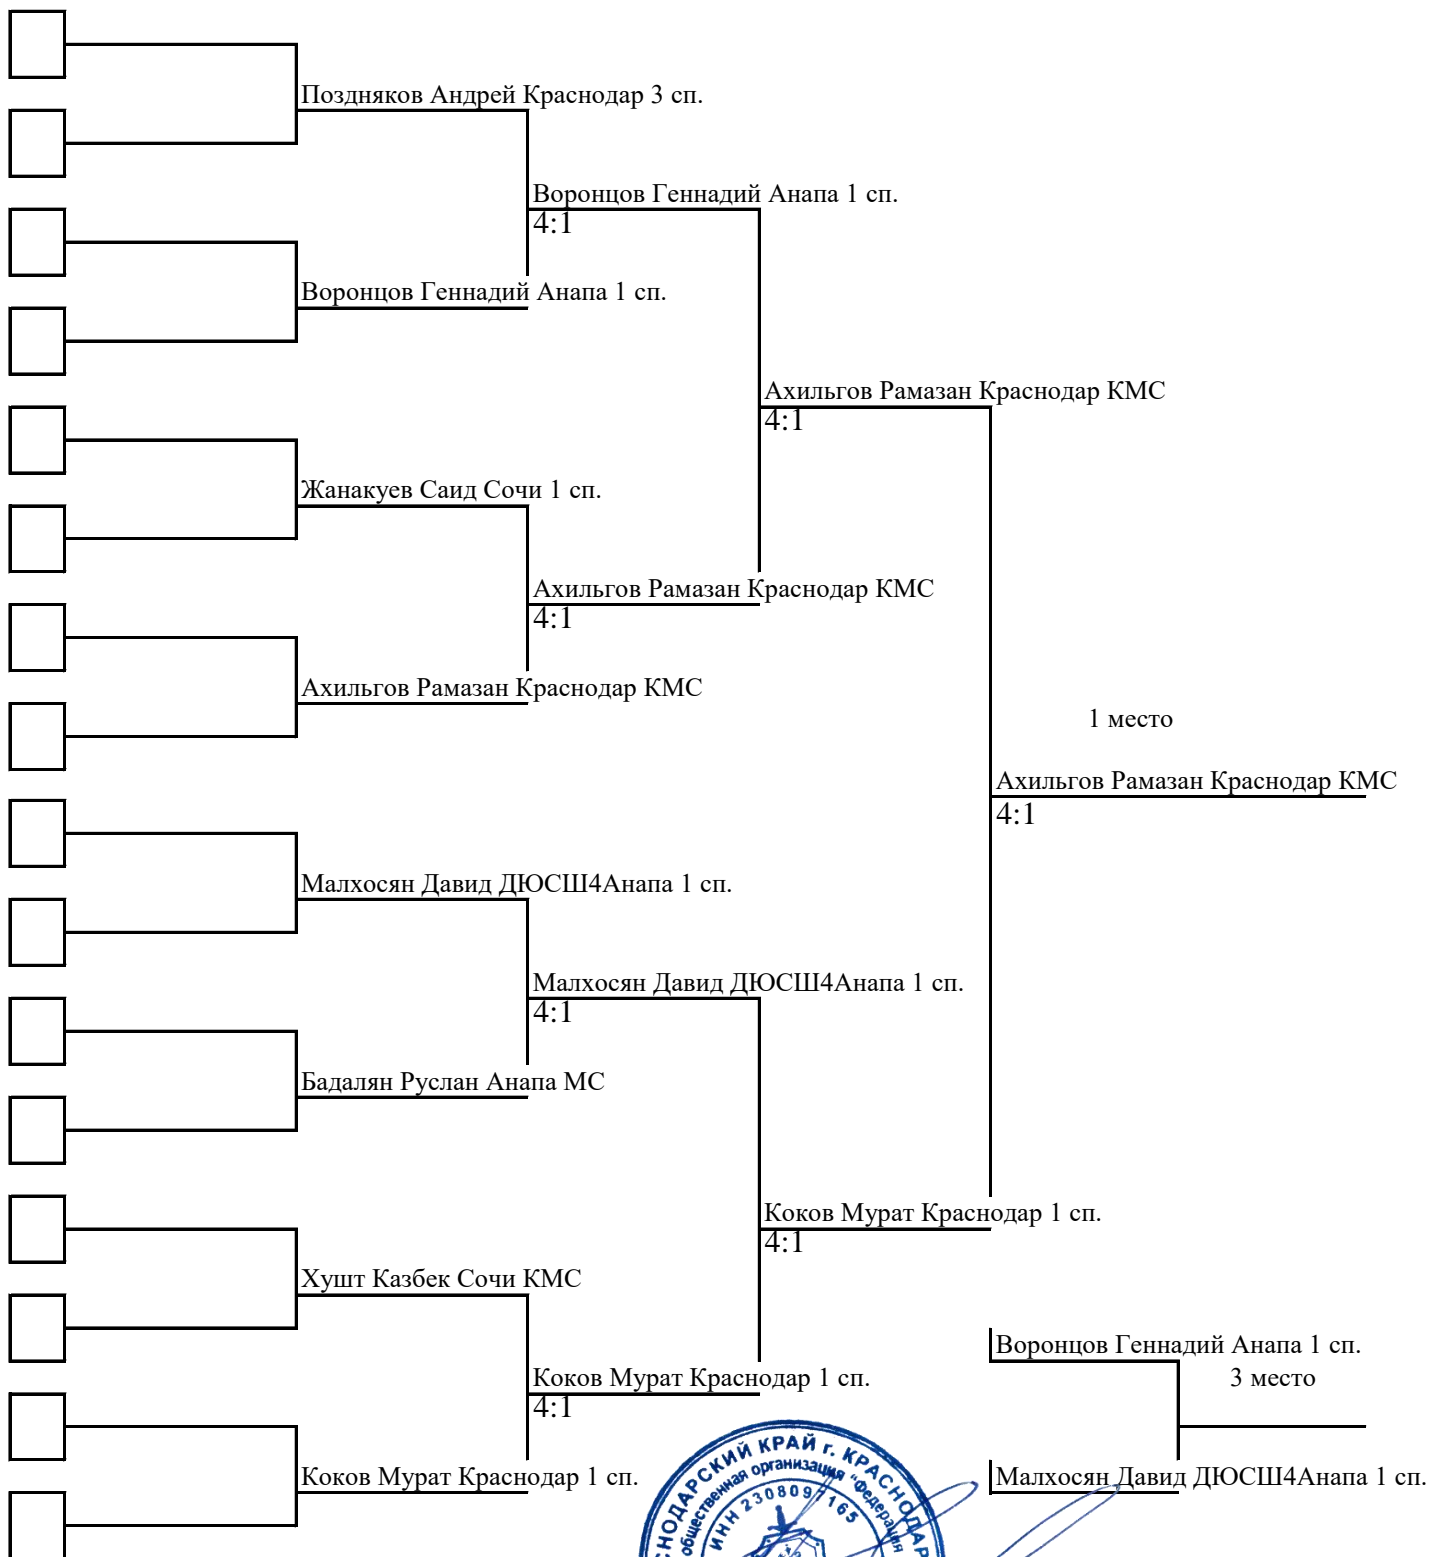 Поздняков Андрей Краснодар 3 сп.
Воронцов Геннадий Анапа 1 сп.
4:1
Воронцов Геннадий Анапа 1 сп.
Ахильгов Рамазан Краснодар КМС
4:1
Жанакуев Саид Сочи 1 сп.
Ахильгов Рамазан Краснодар КМС
4:1
Ахильгов Рамазан Краснодар КМС
1 место
Ахильгов Рамазан Краснодар КМС
4:1
Малхосян Давид ДЮСШ4Анапа 1 сп.
Малхосян Давид ДЮСШ4Анапа 1 сп.
4:1
Бадалян Руслан Анапа МС
Коков Мурат Краснодар 1 сп.
4:1
Хушт Казбек Сочи КМС
Воронцов Геннадий Анапа 1 сп.
3 место
Коков Мурат Краснодар 1 сп.
4:1
Коков Мурат Краснодар 1 сп.
Малхосян Давид ДЮСШ4Анапа 1 сп.
КРАЙ г.
общественная организация "Федерация
ИНН 2308097165